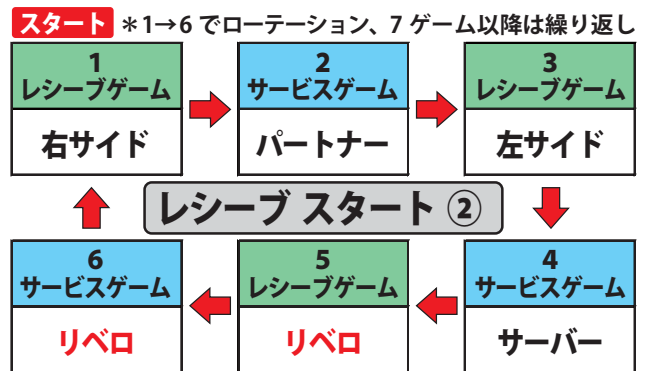 スタート ＊1→6 でローテーション、7 ゲーム以降は繰り返し
1
レシーブゲーム
右サイド
2
サービスゲーム
パートナー
3
レシーブゲーム
左サイド
レシーブ スタート ②
6
サービスゲーム
リベロ
5
レシーブゲーム
リベロ
4
サービスゲーム
サーバー